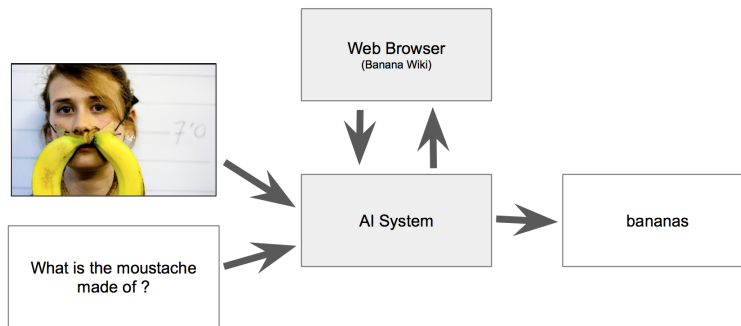 Web Browser
(Banana Wiki)
7'0
AI System
bananas
What is the moustache
made of ?